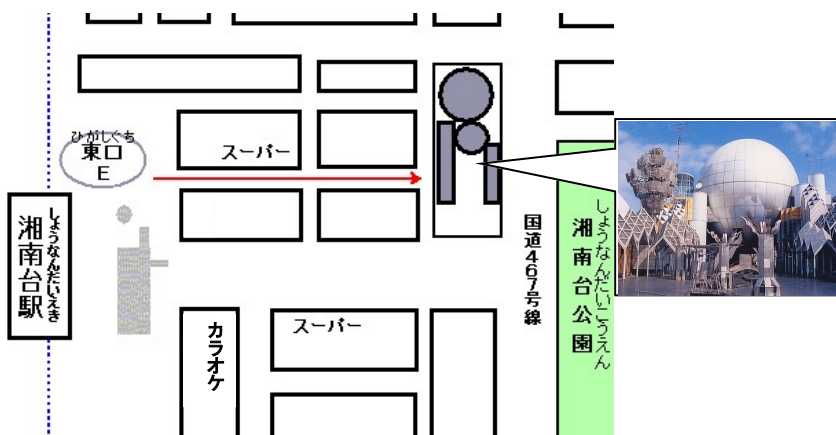 ひがしぐち
東口
E
スーパー
しょうなんだいえき
湘南台駅
カラオケ
スーパー
国道467号線
しょうなんだいこうえん
湘南台公園